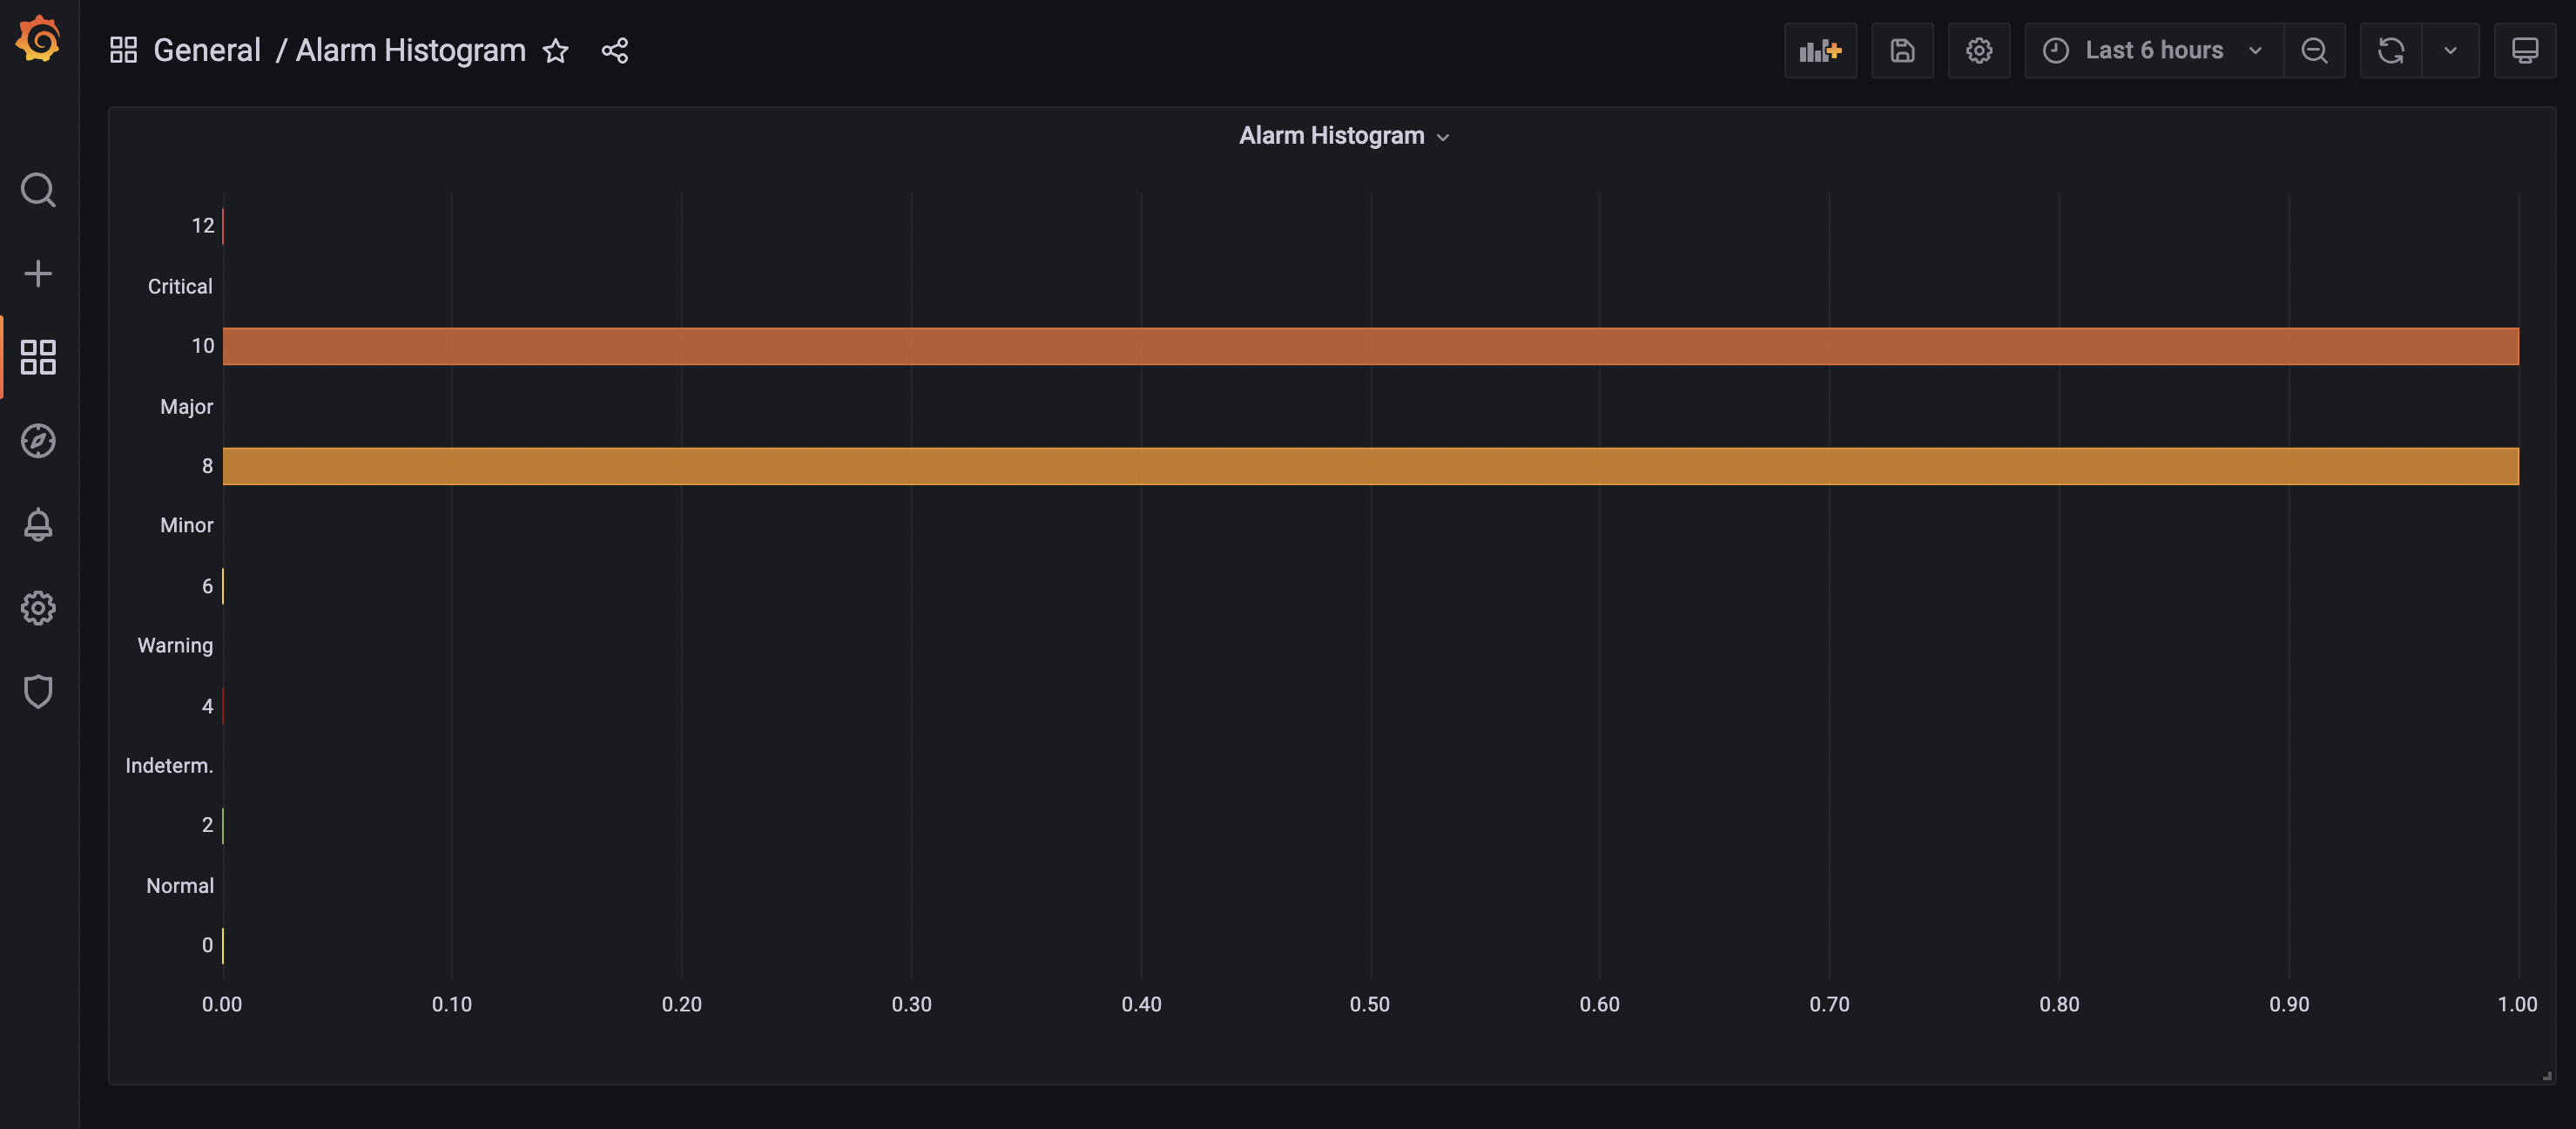 General / Alarm Histogram
Last 6 hours
Alarm Histogram
12
Critical
10
Major
8
Minor
6
Warning
4
Indeterm.
2
Normal
0
0.00 0.10 0.20 0.30 0.40 0.50 0.60 0.70 0.80 0.90 1.00